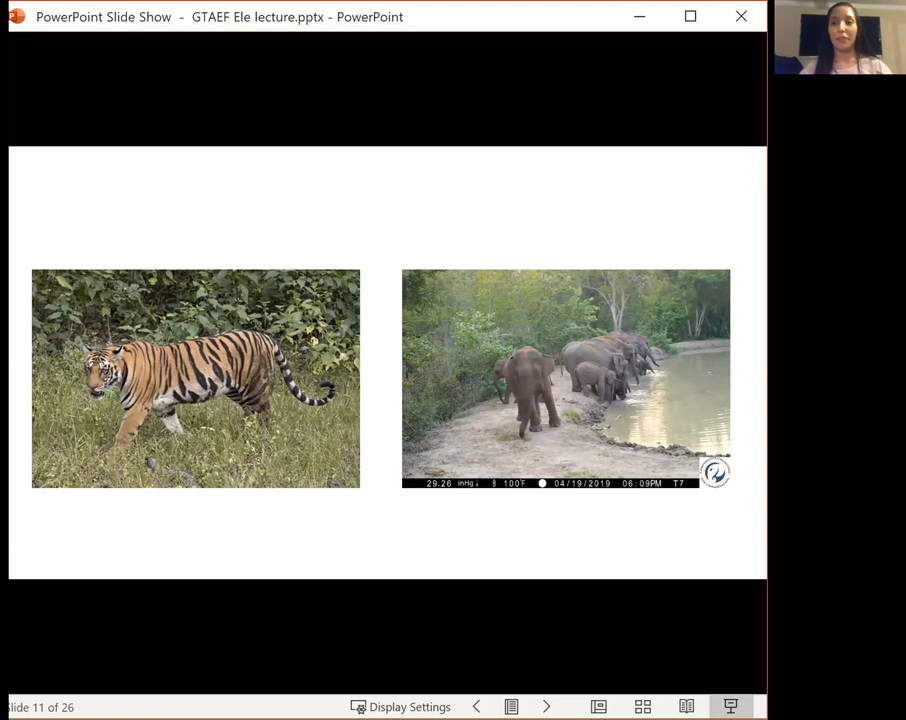 PowerPoint Slide Show - GTAEF Ele lecture.pptx - PowerPoint
29.26 inHg↓ 100°F 04/19/2019 06:09PM T7
Slide 11 of 26 Display Settings